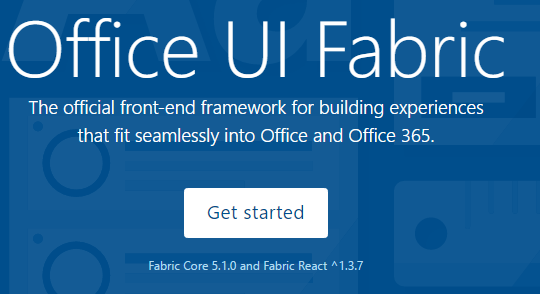 Office UI Fabric
The official front-end framework for building experiences
that fit seamlessly into Office and Office 365.
Get started
Fabric Core 5.1.0 and Fabric React ^1.3.7